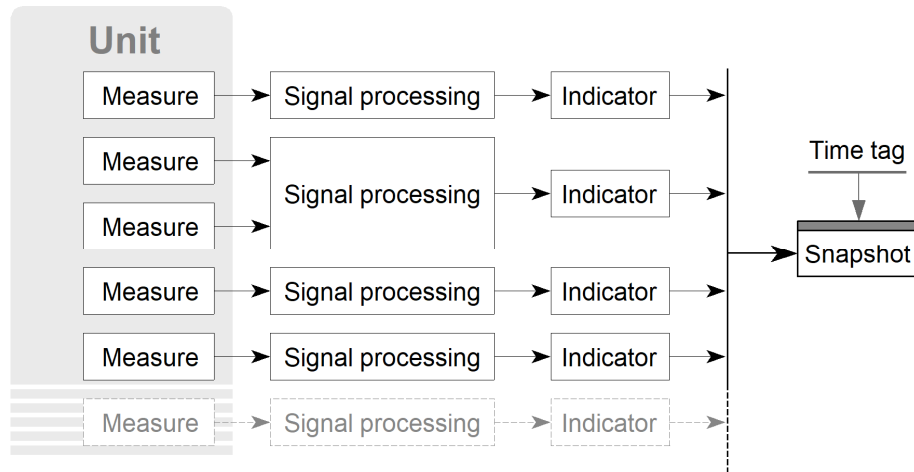 Unit
Measure Signal processing Indicator
Measure
Signal processing Indicator
Time tag
Measure
Snapshot
Measure Signal processing Indicator
Measure Signal processing Indicator
Measure Signal processing Indicator